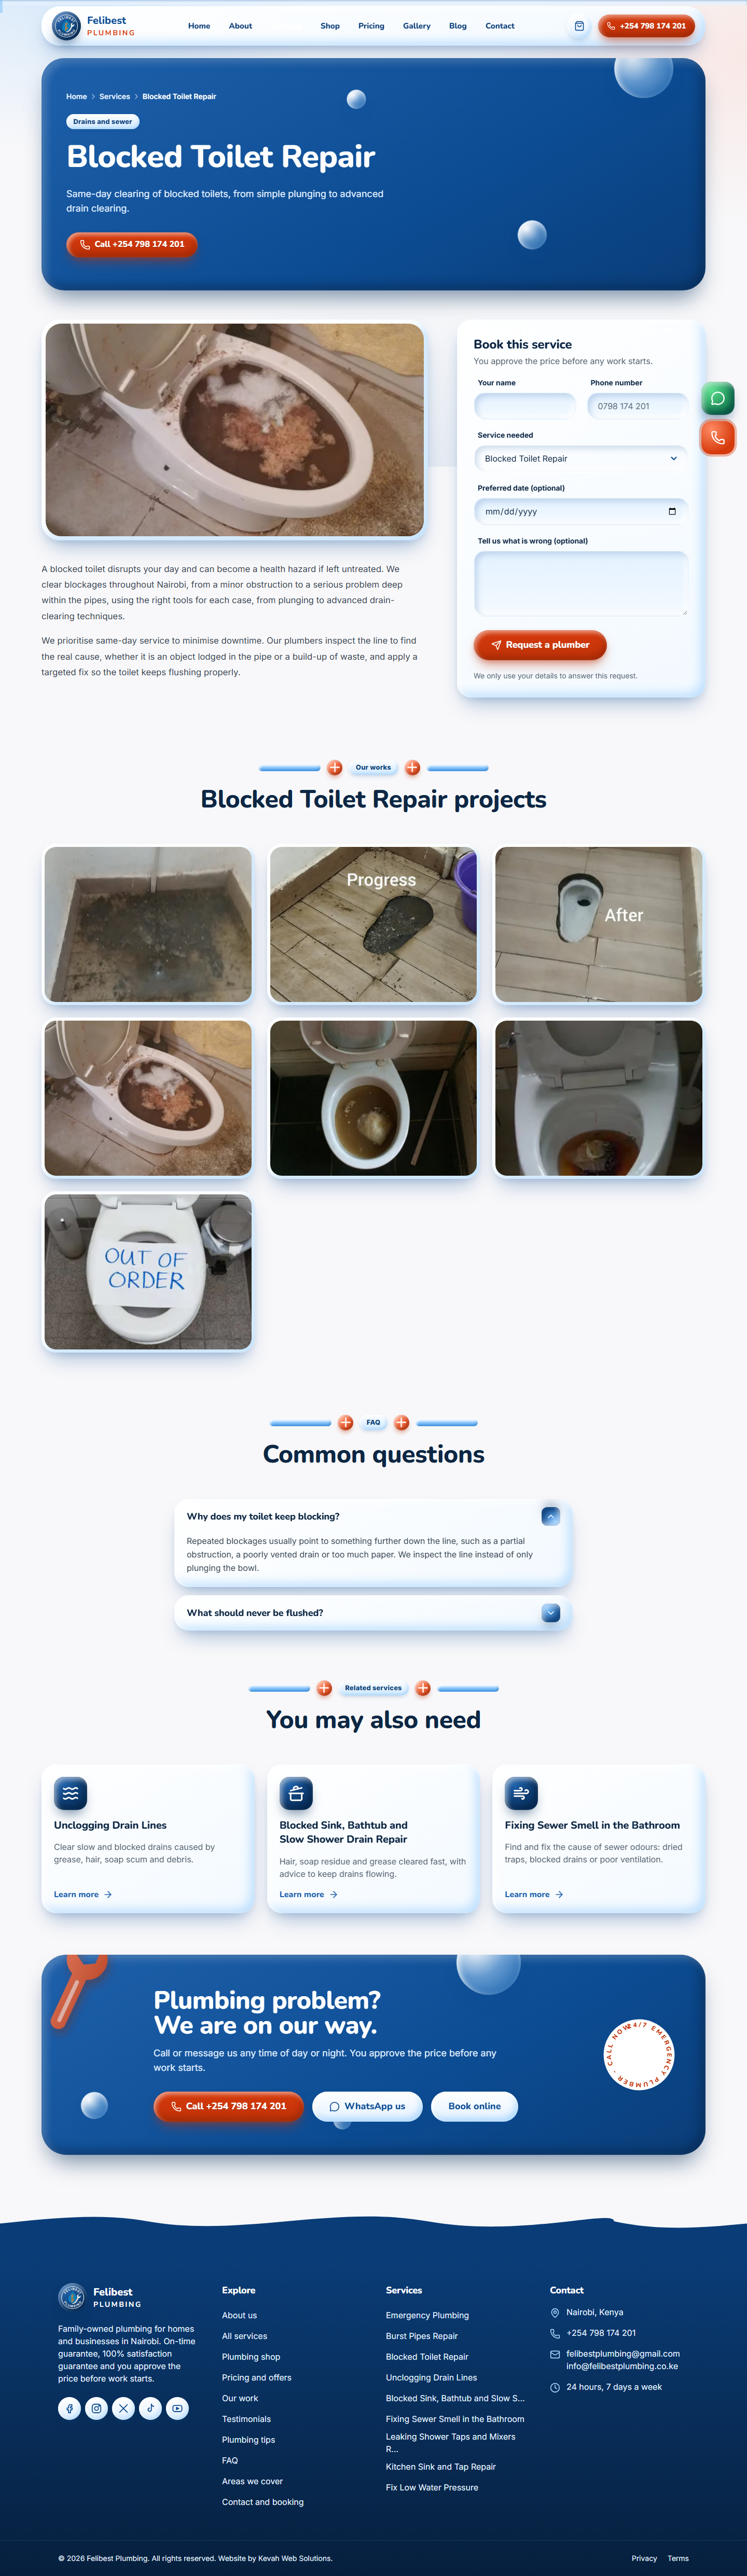 Felibest
PLUMBING
Home
About
Shop
Pricing
Gallery
Blog
Contact
+254 798 174 201
Home > Services > Blocked Toilet Repair
Drains and sewer
Blocked Toilet Repair
Same-day clearing of blocked toilets, from simple plunging to advanced
drain clearing.
Call +254 798 174 201
Book this service
You approve the price before any work starts.
Your name
Phone number
0798 174 201
Service needed
Blocked Toilet Repair
Preferred date (optional)
mm/dd/yyyy
Tell us what is wrong (optional)
Request a plumber
We only use your details to answer this request.
A blocked toilet disrupts your day and can become a health hazard if left untreated. We
clear blockages throughout Nairobi, from a minor obstruction to a serious problem deep
within the pipes, using the right tools for each case, from plunging to advanced drain-
clearing techniques.
We prioritise same-day service to minimise downtime. Our plumbers inspect the line to find
the real cause, whether it is an object lodged in the pipe or a build-up of waste, and apply a
targeted fix so the toilet keeps flushing properly.
Our works
Blocked Toilet Repair projects
Progress
After
OUT OF
ORDER
FAQ
Common questions
Why does my toilet keep blocking?
Repeated blockages usually point to something further down the line, such as a partial
obstruction, a poorly vented drain or too much paper. We inspect the line instead of only
plunging the bowl.
What should never be flushed?
Related services
You may also need
Unclogging Drain Lines
Clear slow and blocked drains caused by
grease, hair, soap scum and debris.
Learn more
Blocked Sink, Bathtub and
Slow Shower Drain Repair
Hair, soap residue and grease cleared fast, with
advice to keep drains flowing.
Learn more
Fixing Sewer Smell in the Bathroom
Find and fix the cause of sewer odours: dried
traps, blocked drains or poor ventilation.
Learn more
Plumbing problem?
We are on our way.
Call or message us any time of day or night. You approve the price before any
work starts.
Call +254 798 174 201
WhatsApp us
Book online
24/7 EMERGENCY PLUMBER · CALL NOW
Felibest
PLUMBING
Family-owned plumbing for homes
and businesses in Nairobi. On-time
guarantee, 100% satisfaction
guarantee and you approve the
price before work starts.
Explore
About us
All services
Plumbing shop
Pricing and offers
Our work
Testimonials
Plumbing tips
FAQ
Areas we cover
Contact and booking
Services
Emergency Plumbing
Burst Pipes Repair
Blocked Toilet Repair
Unclogging Drain Lines
Blocked Sink, Bathtub and Slow S...
Fixing Sewer Smell in the Bathroom
Leaking Shower Taps and Mixers
R...
Kitchen Sink and Tap Repair
Fix Low Water Pressure
Contact
Nairobi, Kenya
+254 798 174 201
felibestplumbing@gmail.com
info@felibestplumbing.co.ke
24 hours, 7 days a week
© 2026 Felibest Plumbing. All rights reserved. Website by Kevah Web Solutions.
Privacy
Terms